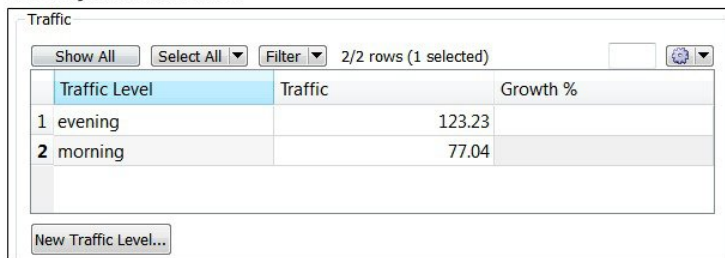 Traffic
Show All Select All Filter 2/2 rows (1 selected)
Traffic Level Traffic Growth %
1 evening 123.23
2 morning 77.04
New Traffic Level...